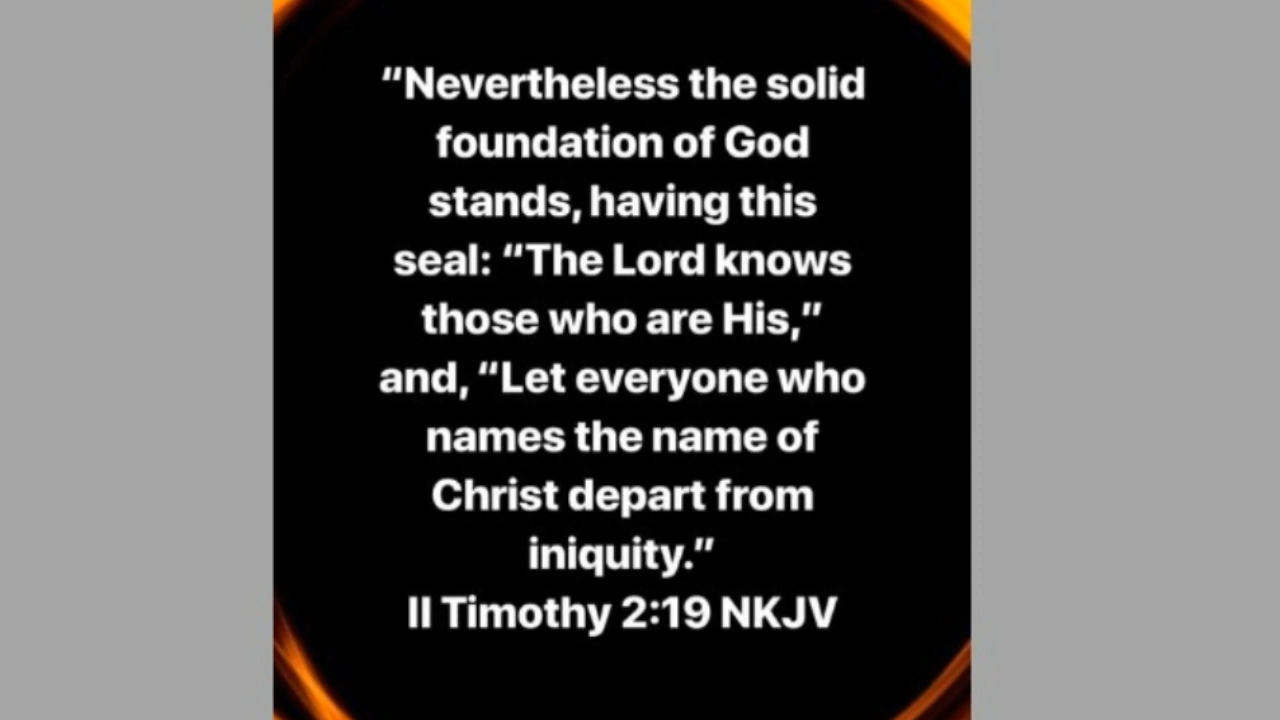 “Nevertheless the solid
foundation of God
stands, having this
seal: “The Lord knows
those who are His,”
and, “Let everyone who
names the name of
Christ depart from
iniquity.”
II Timothy 2:19 NKJV